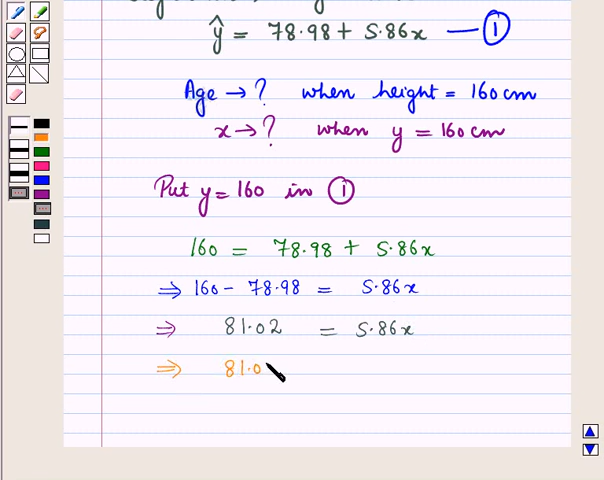 ŷ = 78.98 + 5.86x — ①
Age → ? when height = 160 cm
x → ? when y = 160 cm
Put y = 160 in ①
160 = 78.98 + 5.86x
⇒ 160 - 78.98 = 5.86x
⇒ 81.02 = 5.86x
⇒ 81.0